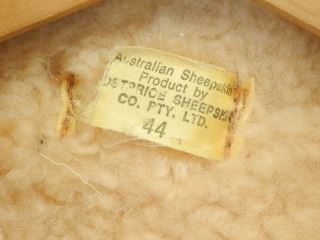 Australian Sheepskin
Product by
CO. PTY. LTD.
44